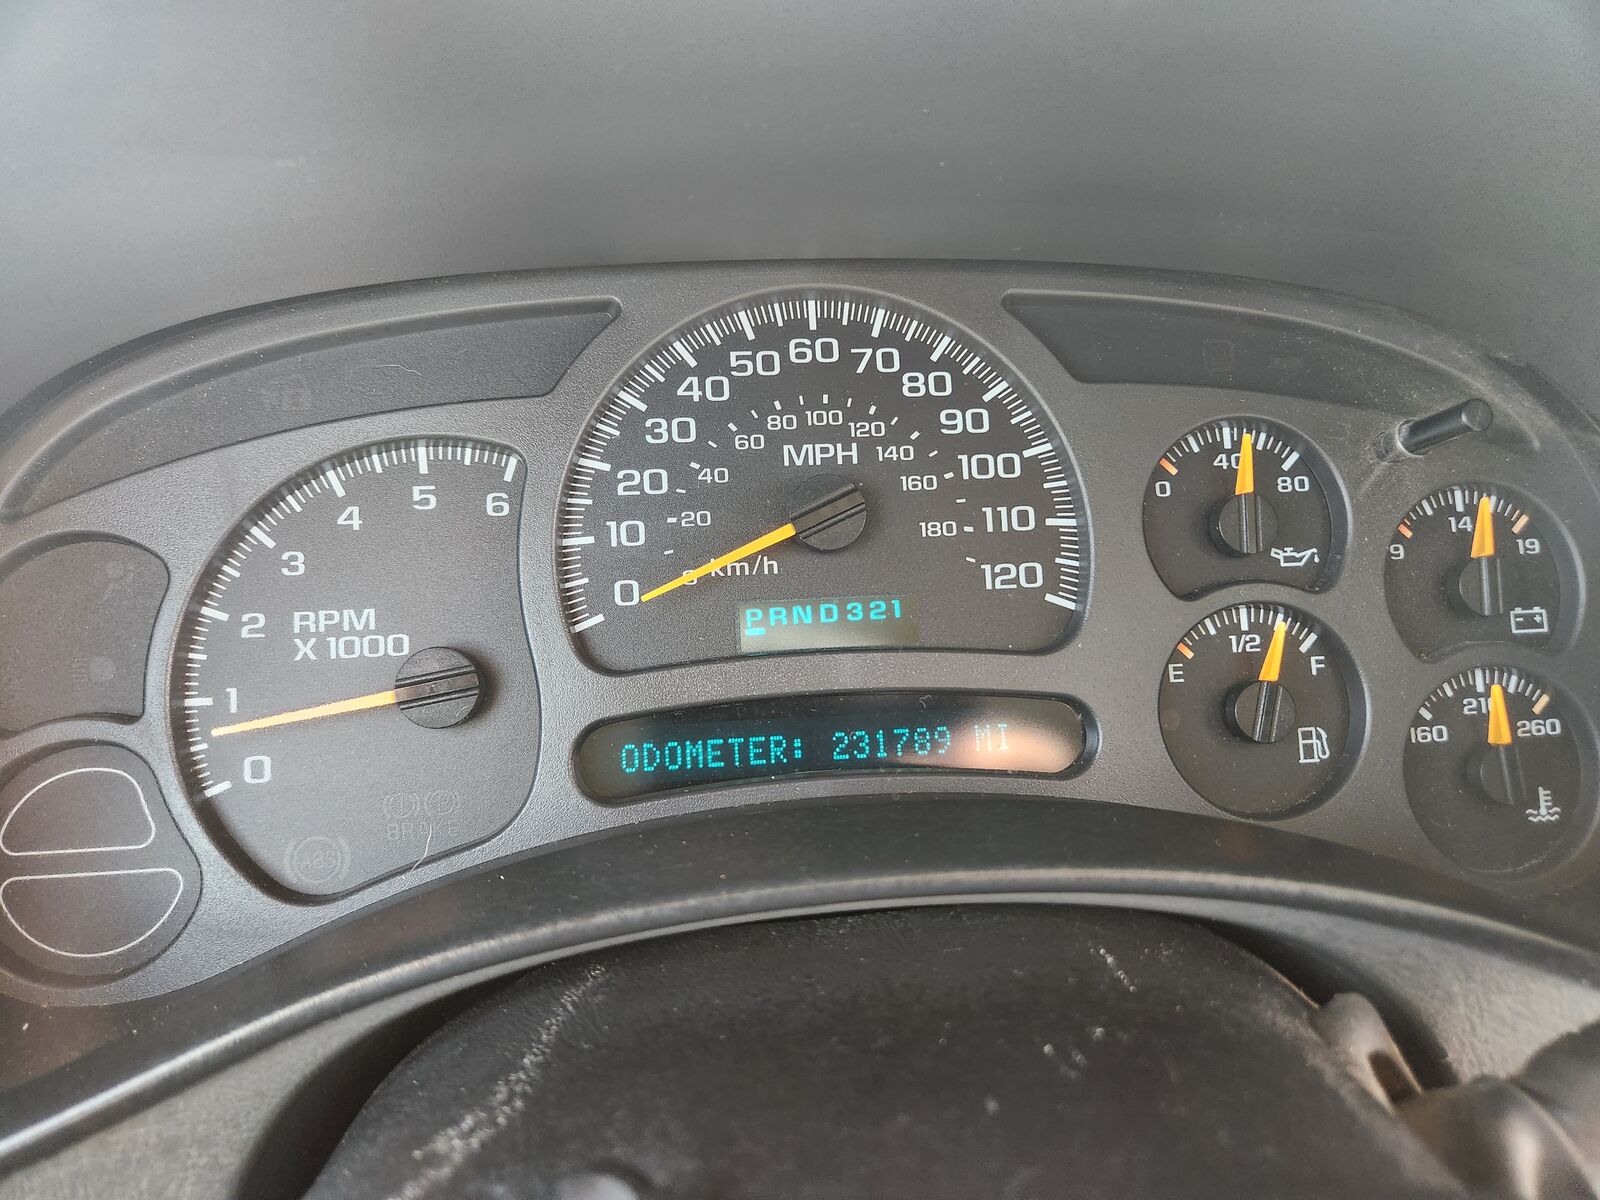 0 1 2 3 4 5 6
RPM
X 1000
BRAKE
ABS
0 10 20 30 40 50 60 70 80 90 100 110 120
20 40 60 80 100 120 140 160 180
MPH
km/h
PRND321
ODOMETER: 231789 MI
0 40 80
9 14 19
E 1/2 F
160 210 260